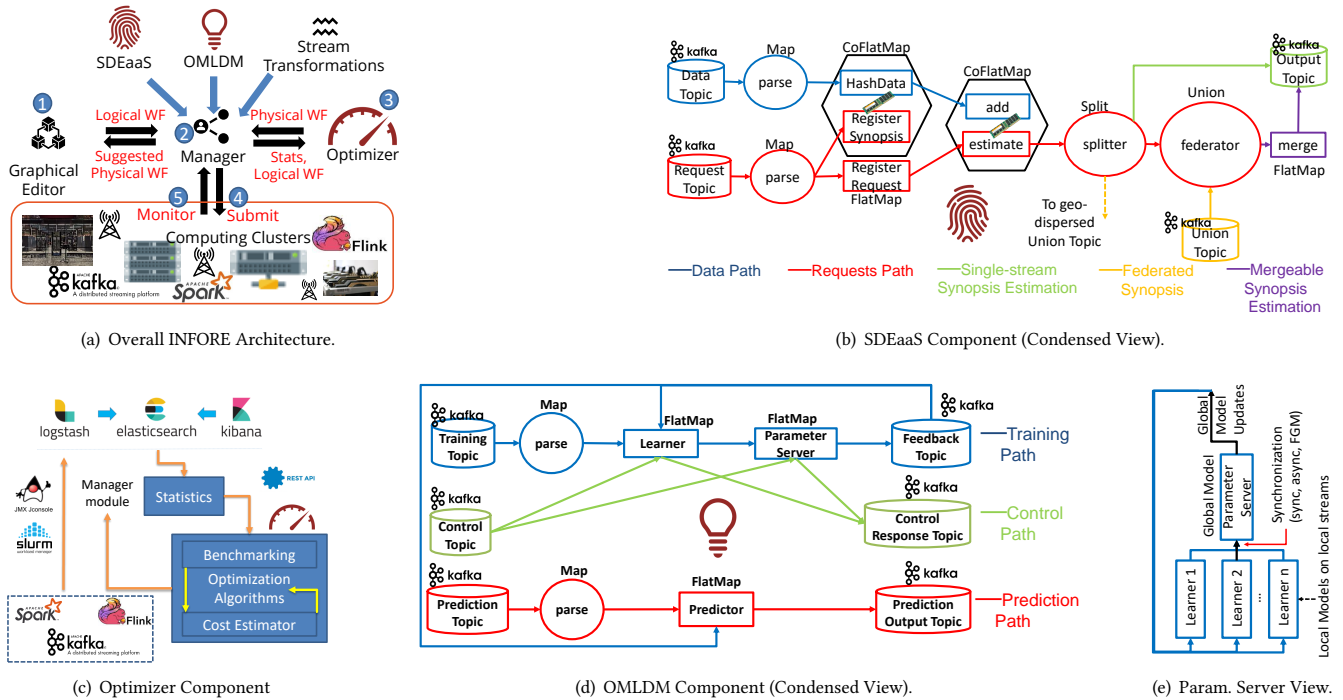 SDEaaS
OMLDM
Stream
Transformations
1
Logical WF
Physical WF
3
2
Suggested
Physical WF
Manager
Stats,
Logical WF
Optimizer
Graphical
Editor
5
4
Monitor
Submit
Computing Clusters
Flink
APACHE
kafka
A distributed streaming platform
APACHE
Spark
(a) Overall INFORE Architecture.
kafka
Data
Topic
Map
parse
CoFlatMap
HashData
Register
Synopsis
CoFlatMap
add
estimate
Split
splitter
Union
federator
kafka
Output
Topic
merge
FlatMap
kafka
Request
Topic
Map
parse
Register
Request
FlatMap
To geo-
dispersed
Union Topic
kafka
Union
Topic
Data Path
Requests Path
Single-stream
Synopsis Estimation
Federated
Synopsis
Mergeable
Synopsis
Estimation
(b) SDEaaS Component (Condensed View).
logstash
elasticsearch
kibana
JMX Jconsole
slurm
workload manager
Manager
module
Statistics
REST API
Benchmarking
Optimization
Algorithms
Cost Estimator
APACHE
Spark
Flink
APACHE
kafka
A distributed streaming platform
(c) Optimizer Component
kafka
Training
Topic
Map
parse
FlatMap
Learner
FlatMap
Parameter
Server
kafka
Feedback
Topic
Training
Path
kafka
Control
Topic
kafka
Control
Response Topic
Control
Path
kafka
Prediction
Topic
Map
parse
FlatMap
Predictor
kafka
Prediction
Output Topic
Prediction
Path
(d) OMLDM Component (Condensed View).
Global
Model
Updates
Global Model
Parameter
Server
Synchronization
(sync, async, FGM)
Learner 1
Learner 2
...
Learner n
Local Models on local streams
(e) Param. Server View.